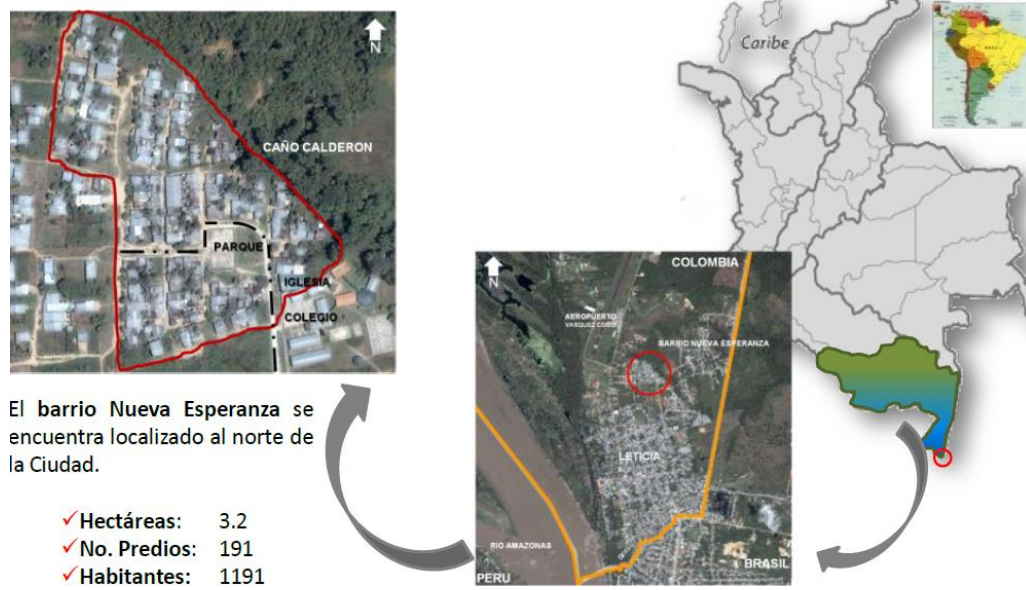 N
CAÑO CALDERON
PARQUE
IGLESIA
COLEGIO
El barrio Nueva Esperanza se
encuentra localizado al norte de
la Ciudad.
✓Hectáreas: 3.2
✓No. Predios: 191
✓Habitantes: 1191
N
COLOMBIA
AEROPUERTO
VASQUEZ COBO
BARRIO NUEVA ESPERANZA
LETICIA
RIO AMAZONAS
PERU
BRASIL
Caribe
BRASIL